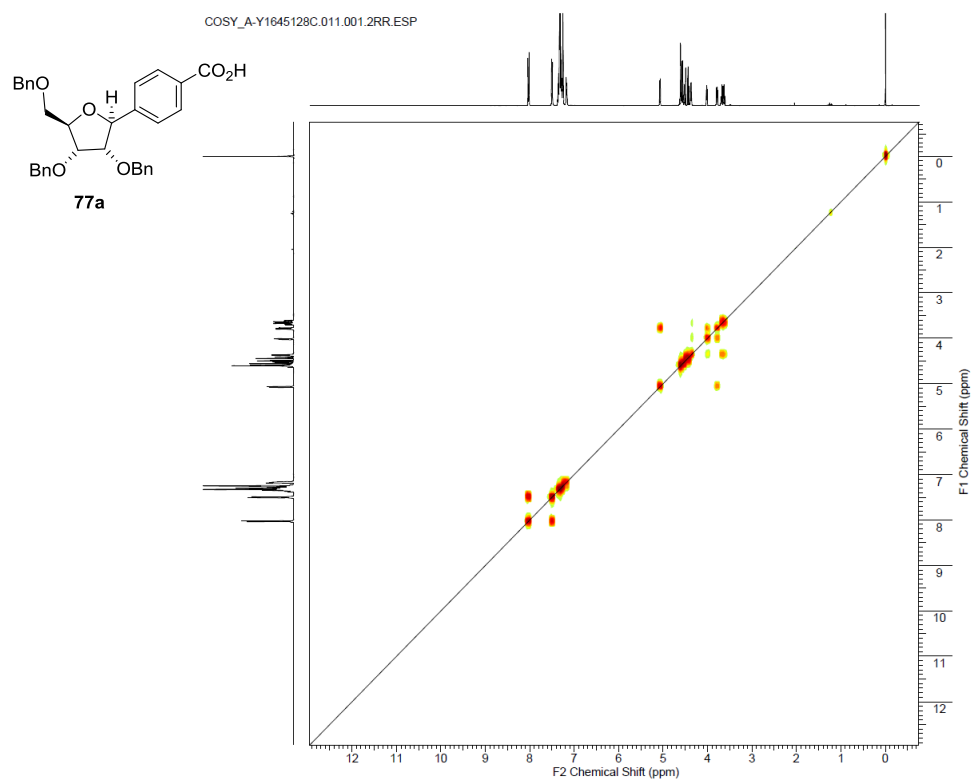 COSY_A-Y1645128C.011.001.2RR.ESP
CO₂H
BnO
O
H
BnO
OBn
77a
0
1
2
3
4
5
6
7
8
9
10
11
12
F1 Chemical Shift (ppm)
12 11 10 9 8 7 6 5 4 3 2 1 0
F2 Chemical Shift (ppm)